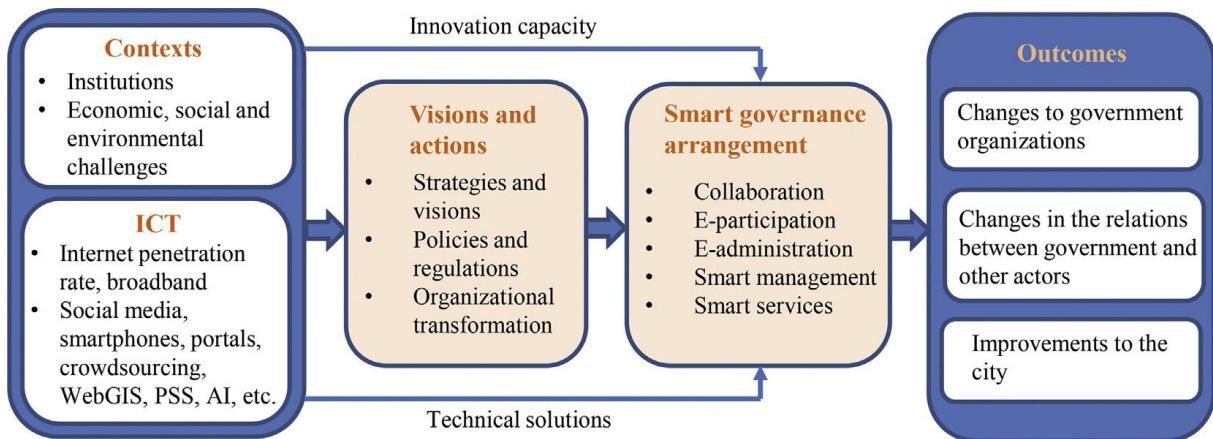 Contexts
• Institutions
• Economic, social and
environmental
challenges
ICT
• Internet penetration
rate, broadband
• Social media,
smartphones, portals,
crowdsourcing,
WebGIS, PSS, AI, etc.
Innovation capacity
Visions and
actions
• Strategies and
visions
• Policies and
regulations
• Organizational
transformation
Technical solutions
Smart governance
arrangement
• Collaboration
• E-participation
• E-administration
• Smart management
• Smart services
Outcomes
Changes to government
organizations
Changes in the relations
between government and
other actors
Improvements to the
city